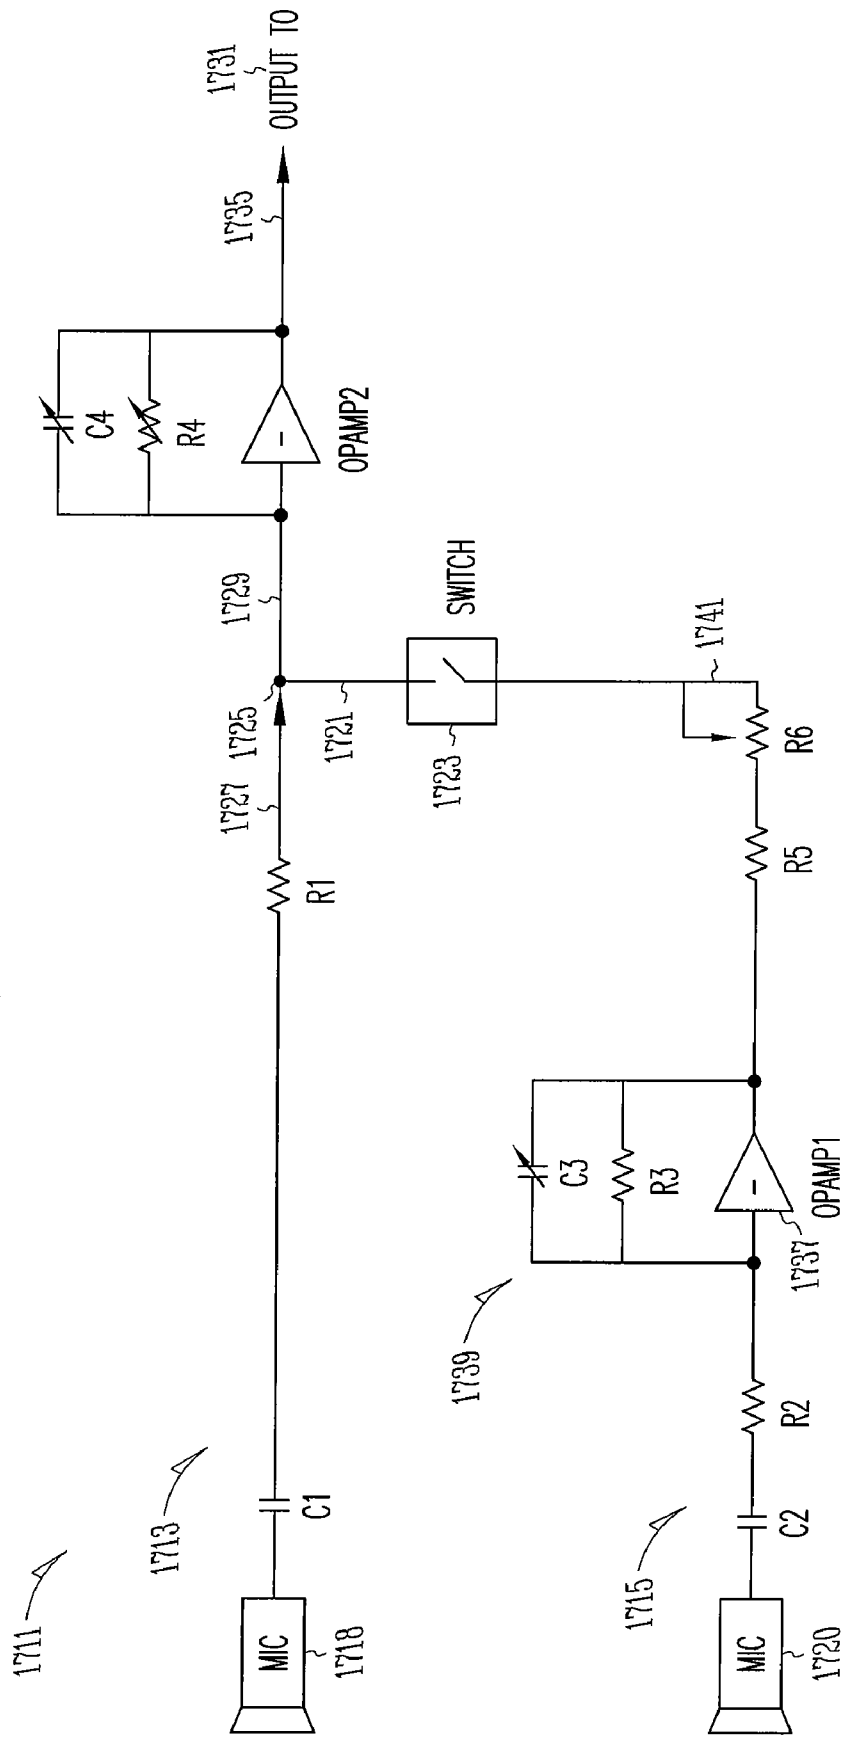 1711
1713
MIC
1718
C1
R1
1727
1725
1729
C4
R4
OPAMP2
1735
OUTPUT TO
1731
1721
SWITCH
1723
1741
1715
MIC
1720
C2
R2
1739
C3
R3
OPAMP1
1737
R5
R6